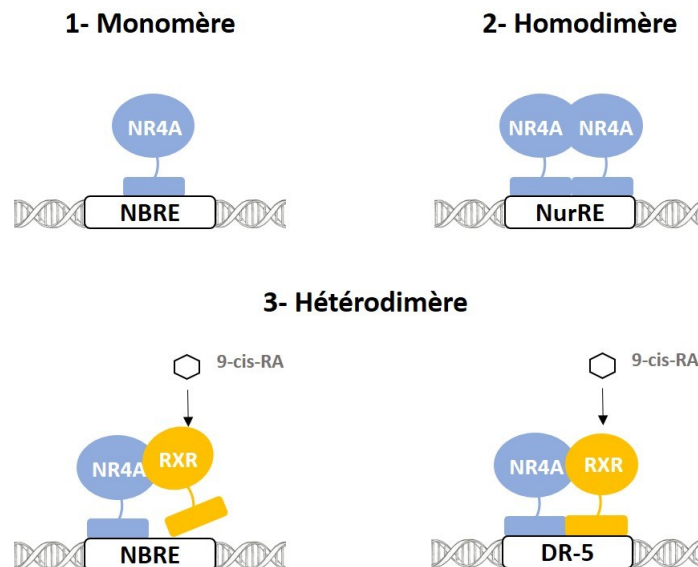 1- Monomère
2- Homodimère
NR4A
NR4A
NR4A
NBRE
NurRE
3- Hétérodimère
9-cis-RA
9-cis-RA
NR4A
RXR
NR4A
RXR
NBRE
DR-5